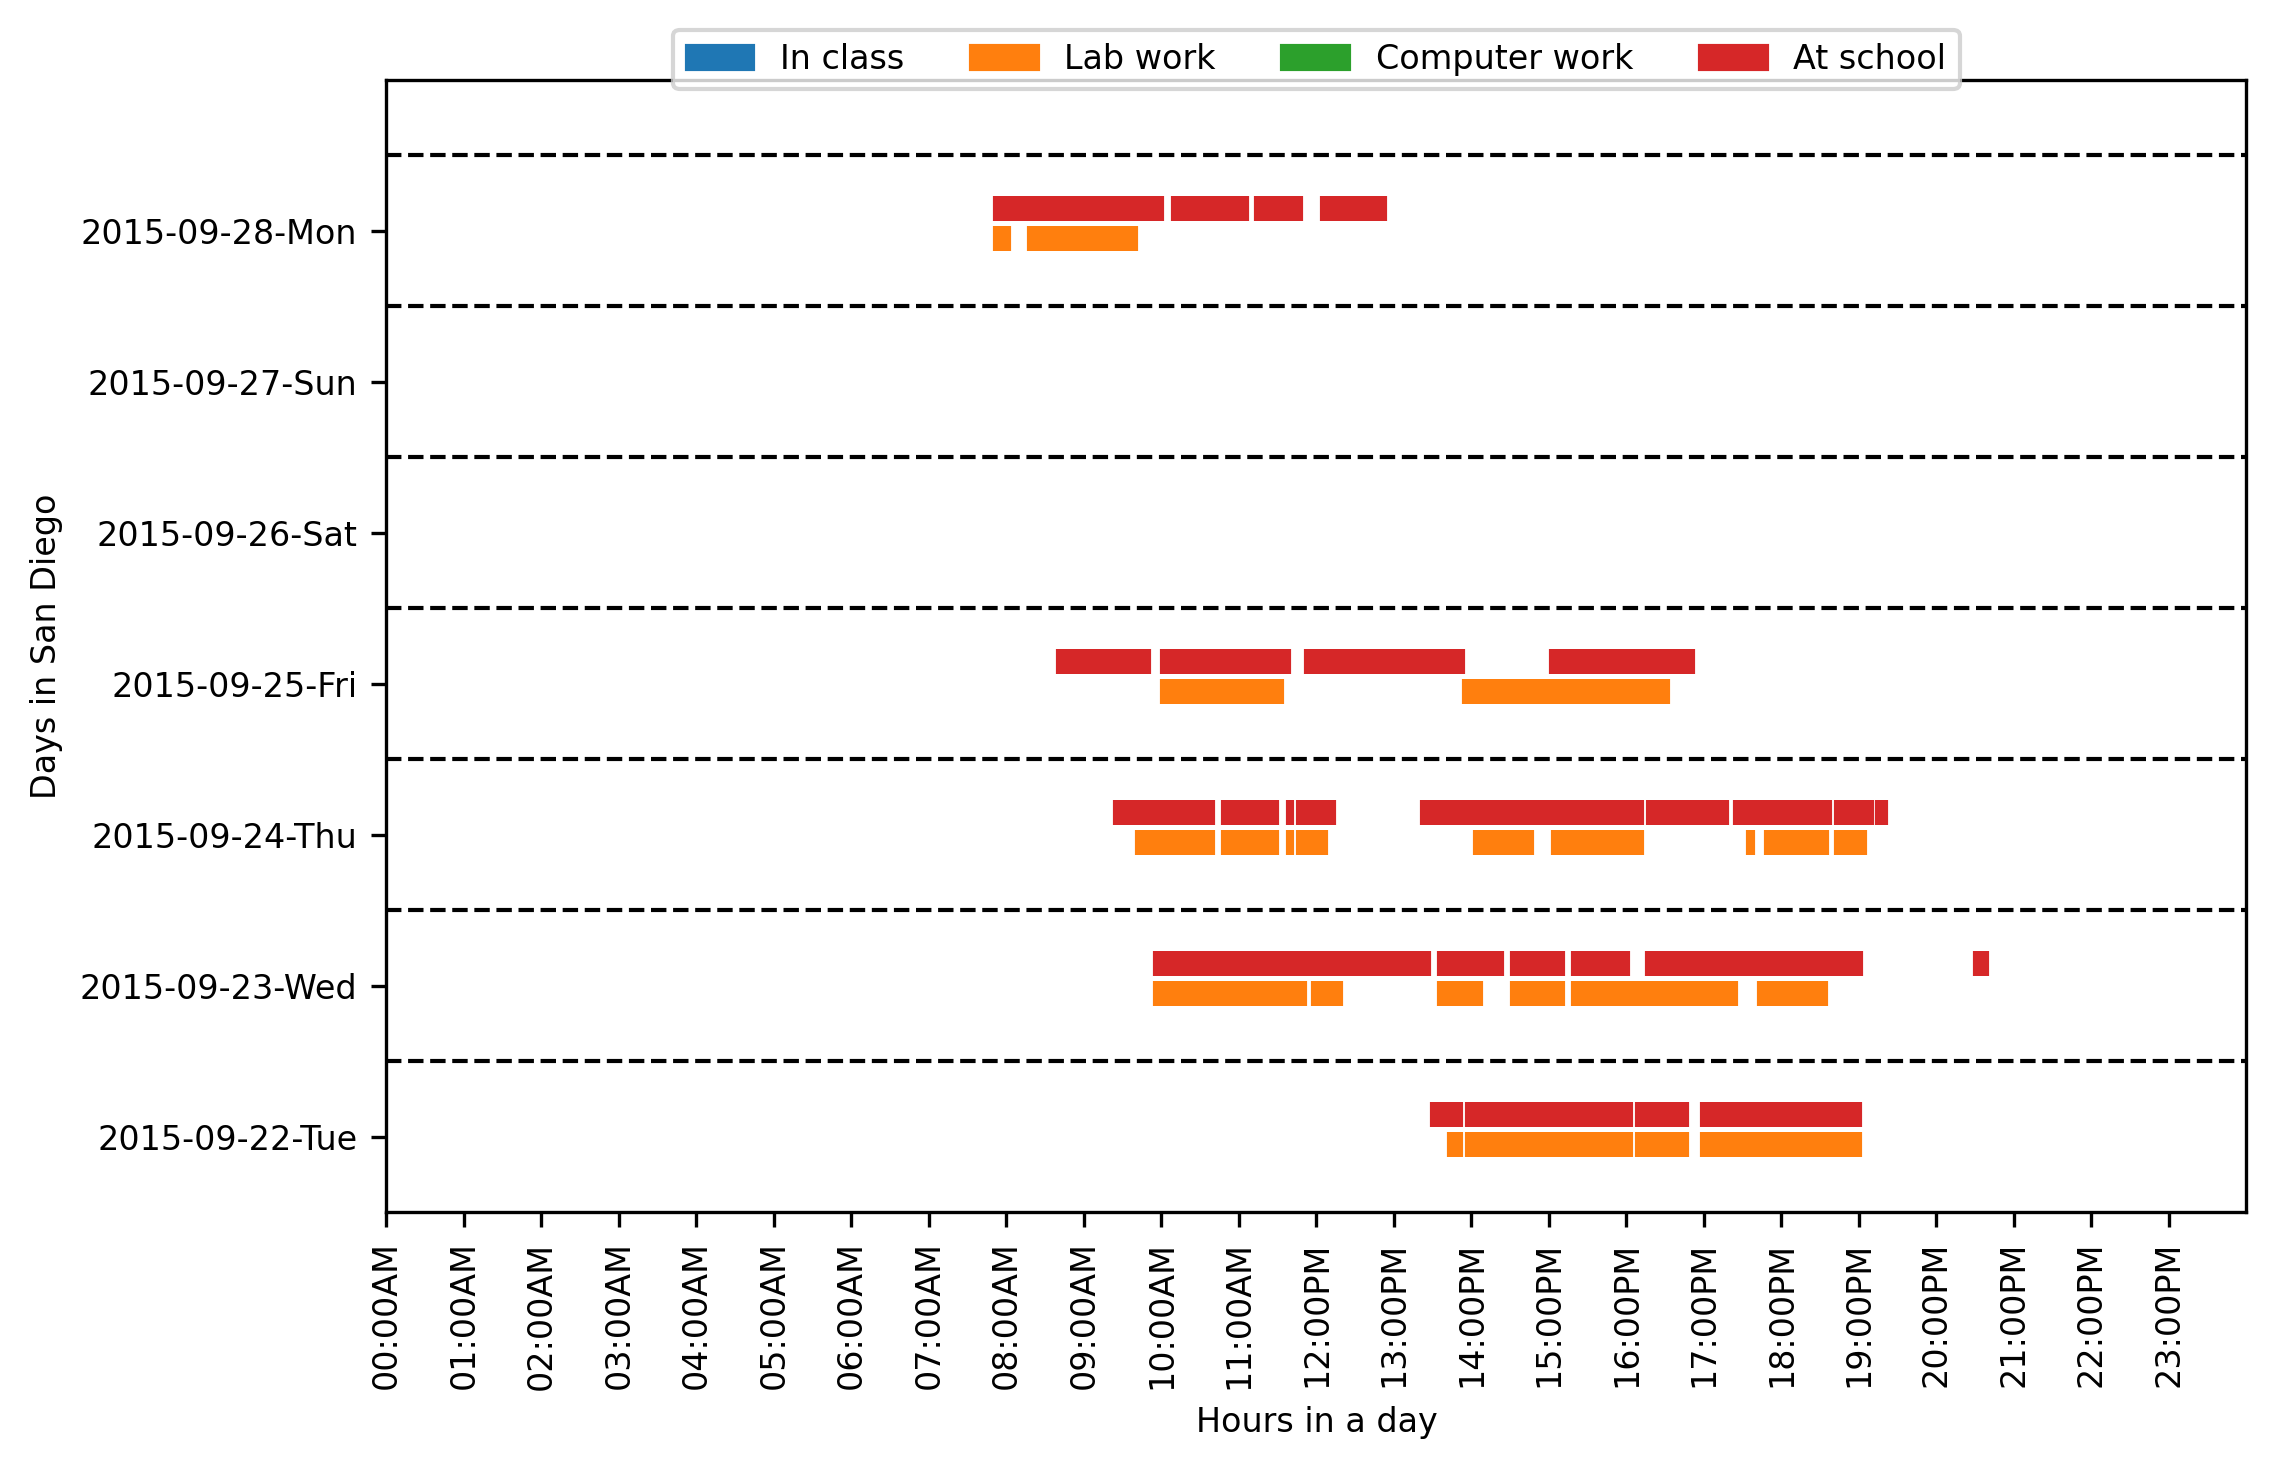 In class
Lab work
Computer work
At school
Days in San Diego
2015-09-28-Mon
2015-09-27-Sun
2015-09-26-Sat
2015-09-25-Fri
2015-09-24-Thu
2015-09-23-Wed
2015-09-22-Tue
00:00AM
01:00AM
02:00AM
03:00AM
04:00AM
05:00AM
06:00AM
07:00AM
08:00AM
09:00AM
10:00AM
11:00AM
12:00PM
13:00PM
14:00PM
15:00PM
16:00PM
17:00PM
18:00PM
19:00PM
20:00PM
21:00PM
22:00PM
23:00PM
Hours in a day